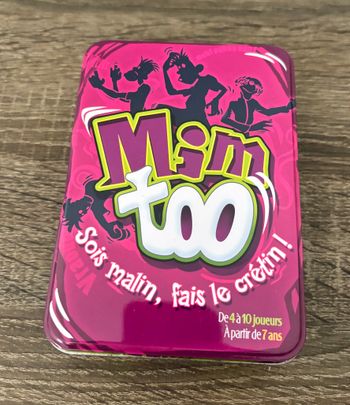 Mim
too
Sois malin, fais le crétin !
De 4 à 10 joueurs
À partir de 7 ans